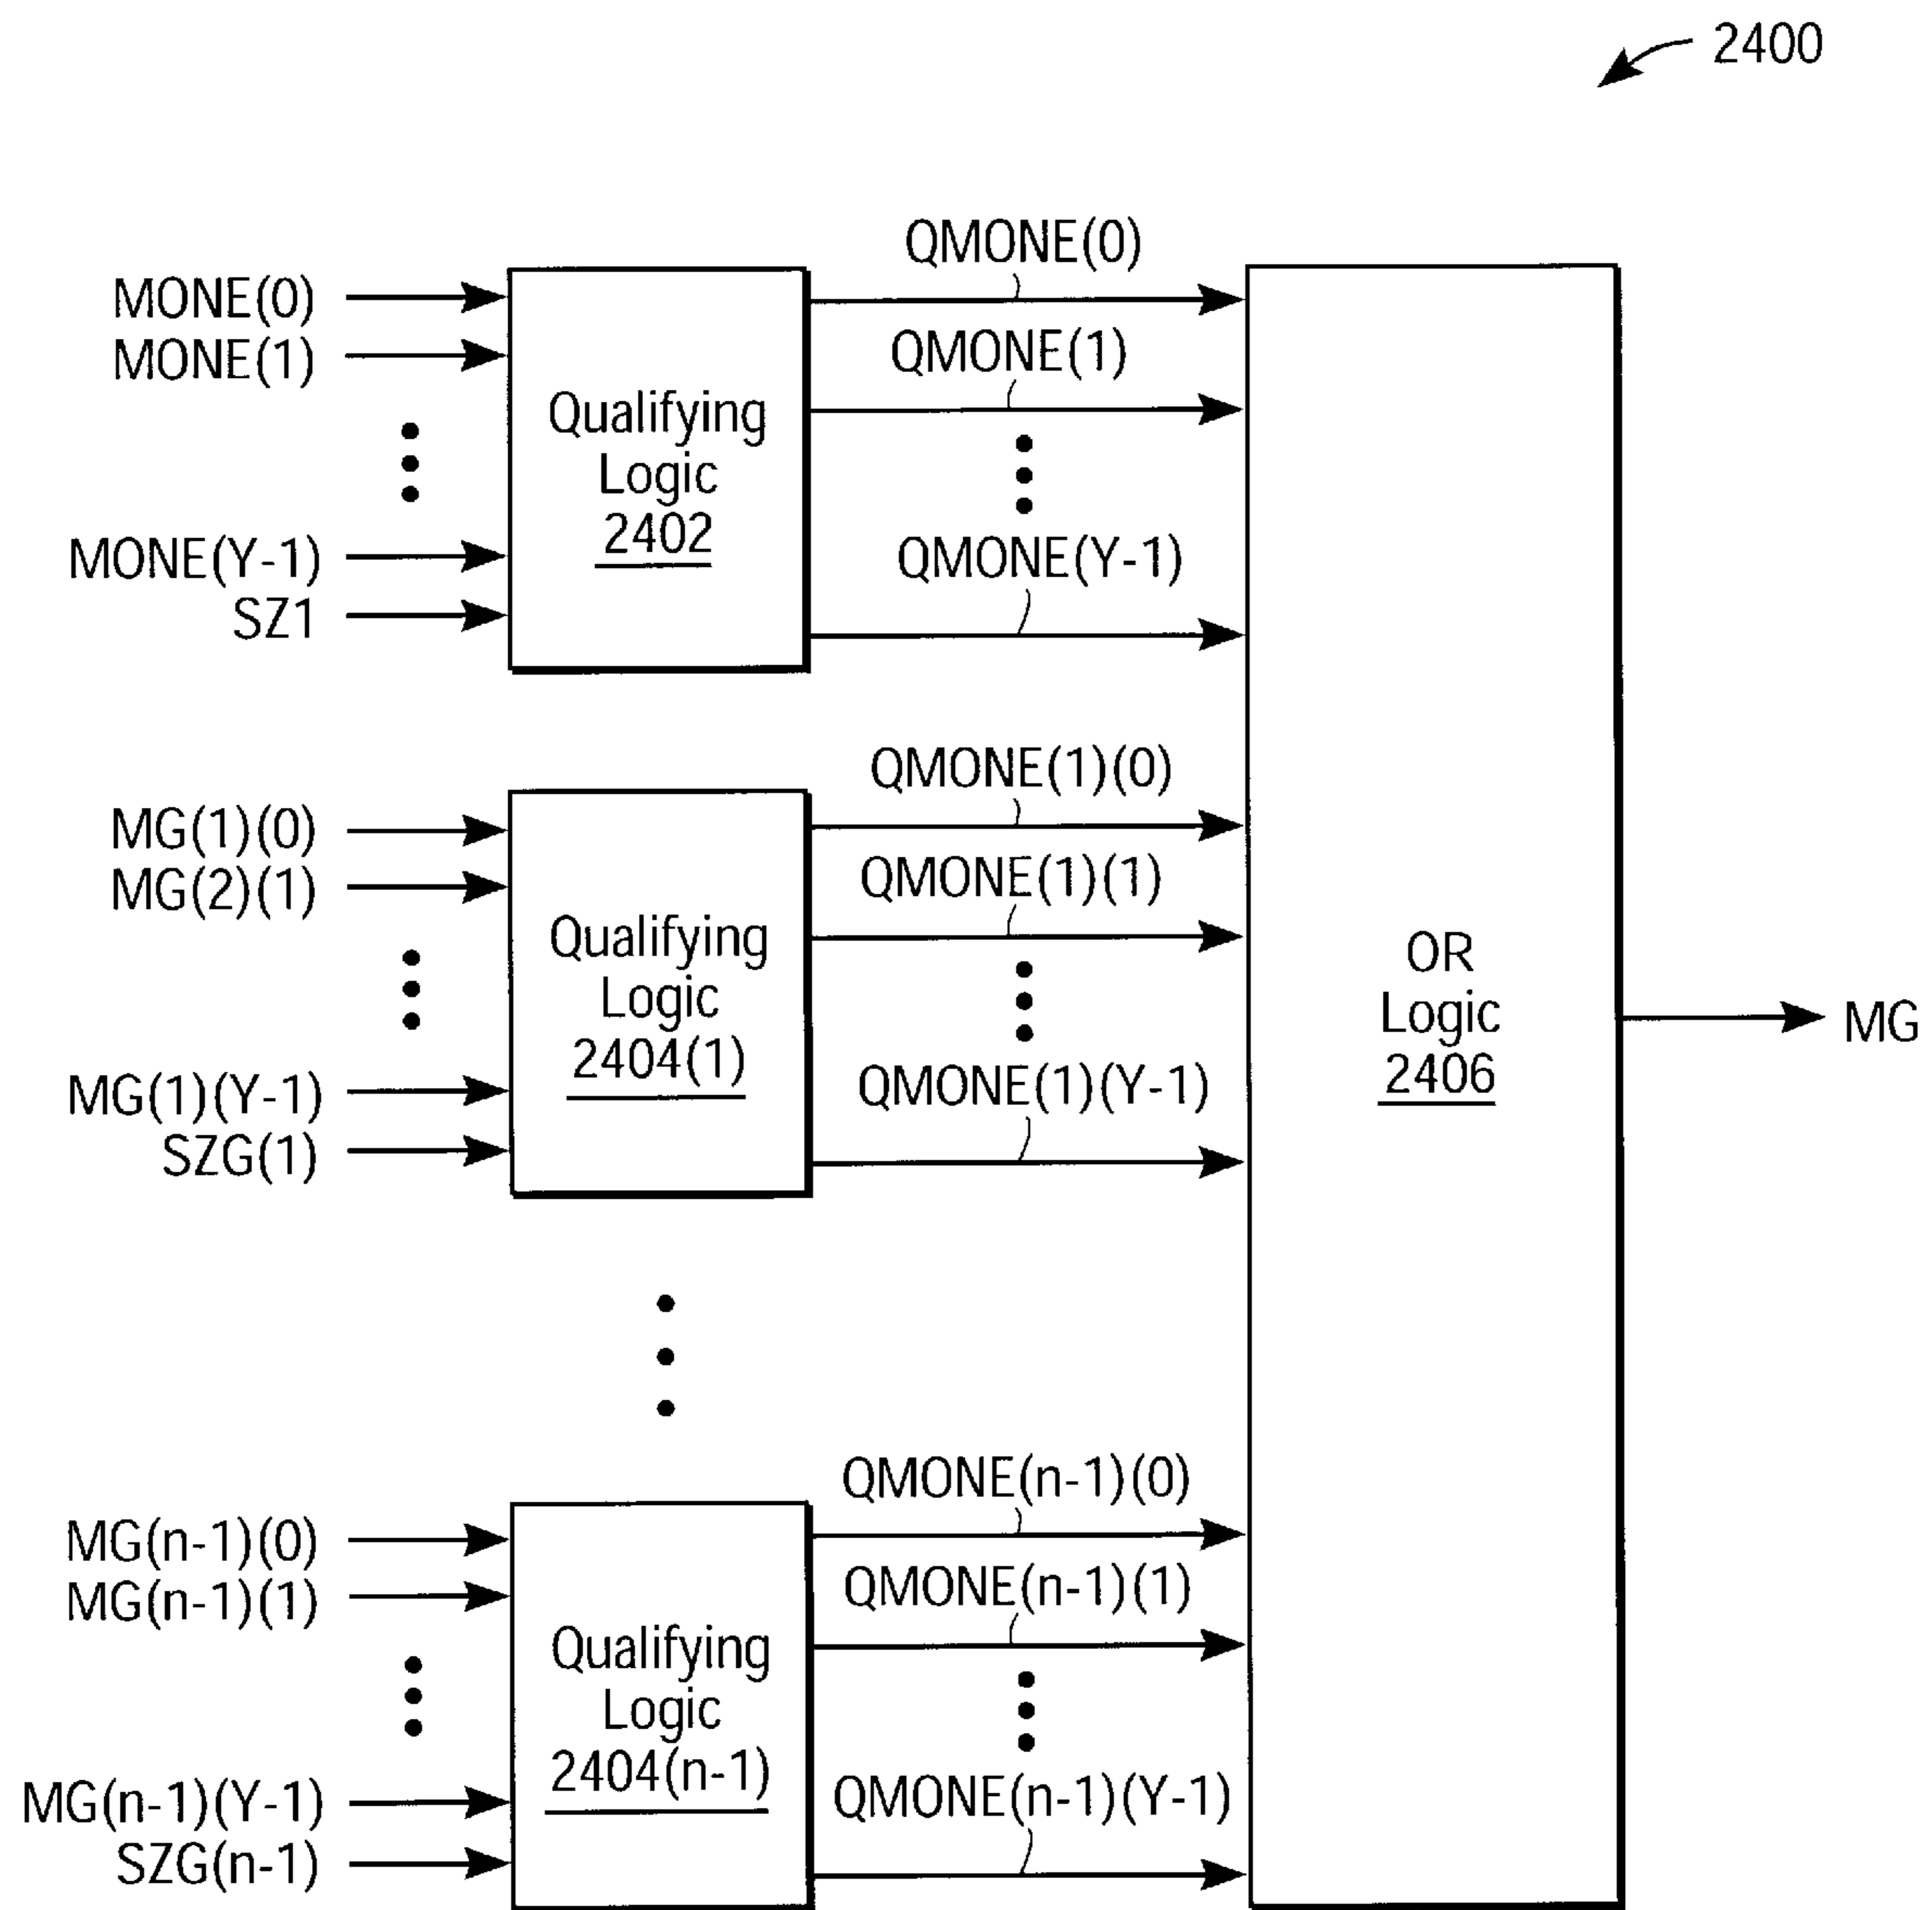 2400
QMONE(0)
MONE(0)
MONE(1)
QMONE(1)
Qualifying
Logic
2402
MONE(Y-1)
SZ1
QMONE(Y-1)
QMONE(1)(0)
MG(1)(0)
MG(2)(1)
QMONE(1)(1)
Qualifying
Logic
2404(1)
MG(1)(Y-1)
SZG(1)
QMONE(1)(Y-1)
OR
Logic
2406
MG
QMONE(n-1)(0)
MG(n-1)(0)
MG(n-1)(1)
QMONE(n-1)(1)
Qualifying
Logic
2404(n-1)
MG(n-1)(Y-1)
SZG(n-1)
QMONE(n-1)(Y-1)